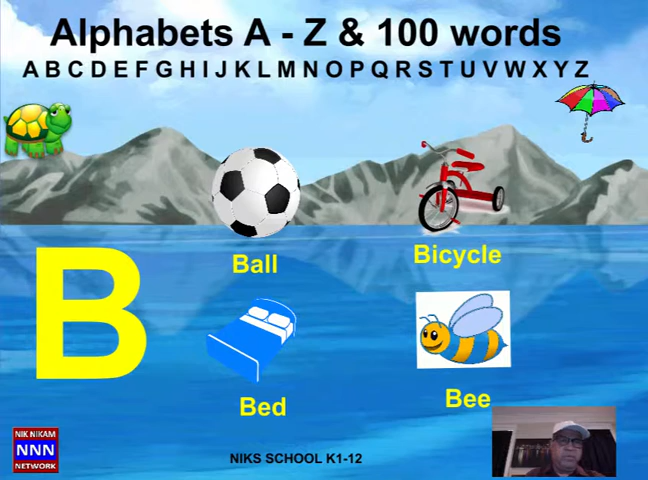 Alphabets A - Z & 100 words
A B C D E F G H I J K L M N O P Q R S T U V W X Y Z
Ball
Bicycle
B
Bed
Bee
NIK NIKAM
NNN
NETWORK
NIKS SCHOOL K1-12